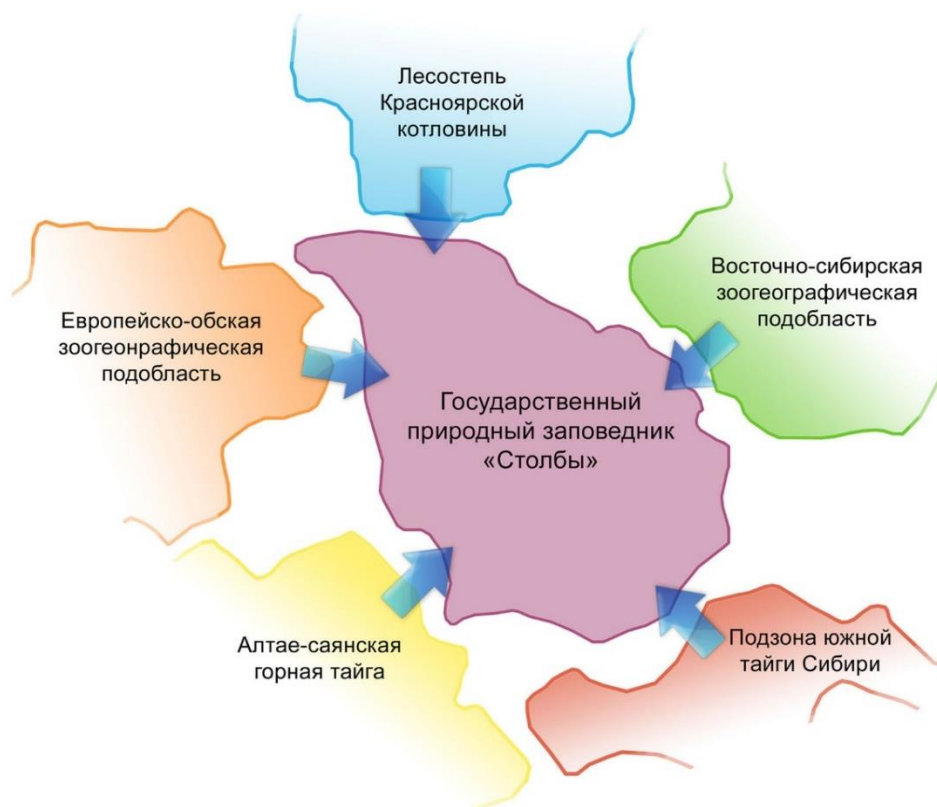 Лесостепь
Красноярской
котловины
Восточно-сибирская
зоогеографическая
подобласть
Европейско-обская
зоогеонрафическая
подобласть
Государственный
природный заповедник
«Столбы»
Алтае-саянская
горная тайга
Подзона южной
тайги Сибири